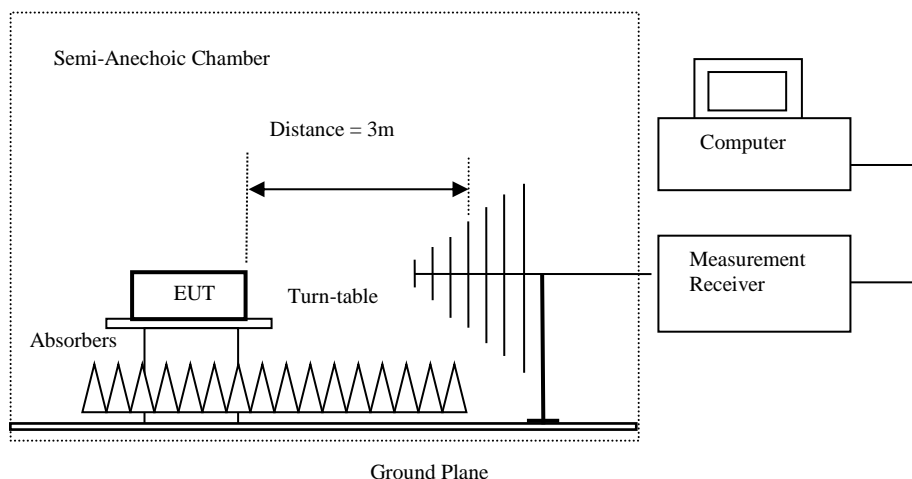 Semi-Anechoic Chamber
Distance = 3m
Computer
Measurement
Receiver
EUT
Turn-table
Absorbers
Ground Plane